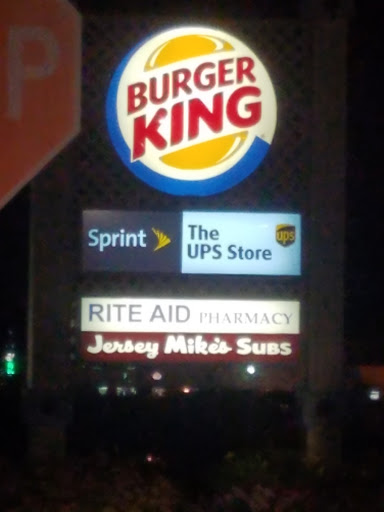 P
BURGER
KING
Sprint
The
UPS Store
ups
RITE AID PHARMACY
Jersey Mike's SUBS